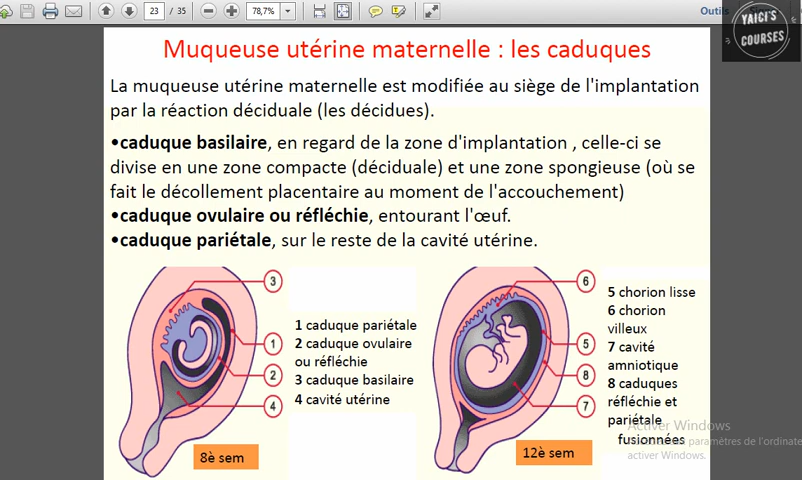 23 / 35
78,7%
Outils
YAICI'S
COURSES
Muqueuse utérine maternelle : les caduques
La muqueuse utérine maternelle est modifiée au siège de l'implantation
par la réaction déciduale (les décidues).
•caduque basilaire, en regard de la zone d'implantation , celle-ci se
divise en une zone compacte (déciduale) et une zone spongieuse (où se
fait le décollement placentaire au moment de l'accouchement)
•caduque ovulaire ou réfléchie, entourant l'œuf.
•caduque pariétale, sur le reste de la cavité utérine.
3
1
2
4
1 caduque pariétale
2 caduque ovulaire
ou réfléchie
3 caduque basilaire
4 cavité utérine
8è sem
6
5
8
7
5 chorion lisse
6 chorion
villeux
7 cavité
amniotique
8 caduques
réfléchie et
pariétale
fusionnées
12è sem
Activer Windows
paramètres de l'ordinate
activer Windows.